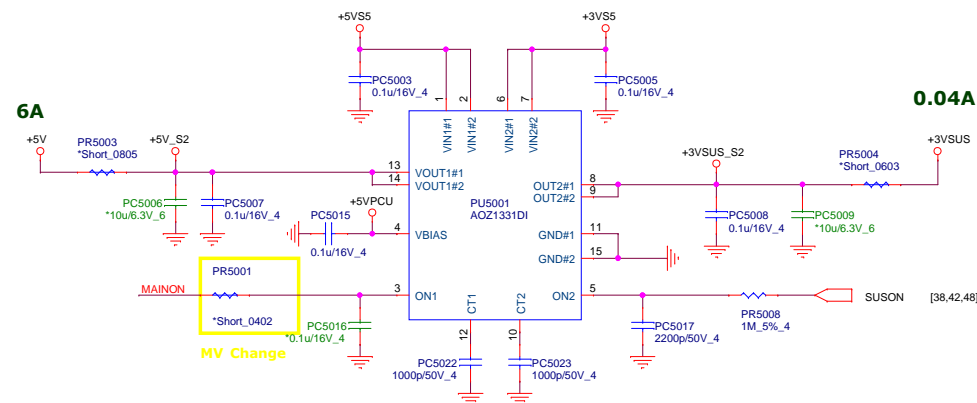 +5VS5
+3VS5
PC5003
0.1u/16V_4
PC5005
0.1u/16V_4
6A
0.04A
1
2
6
7
VIN1#1
VIN1#2
VIN2#1
VIN2#2
+5V
PR5003
*Short_0805
+5V_S2
+3VSUS_S2
PR5004
*Short_0603
+3VSUS
13
14
VOUT1#1
VOUT1#2
PU5001
AOZ1331DI
OUT2#1
OUT2#2
8
9
PC5006
*10u/6.3V_6
PC5007
0.1u/16V_4
PC5015
0.1u/16V_4
+5VPCU
4
VBIAS
GND#1
GND#2
11
15
PC5008
0.1u/16V_4
PC5009
*10u/6.3V_6
MAINON
PR5001
*Short_0402
MV Change
3
ON1
CT1
CT2
ON2
5
PC5016
*0.1u/16V_4
12
10
PC5017
2200p/50V_4
PR5008
1M_5%_4
SUSON
[38,42,48]
PC5022
1000p/50V_4
PC5023
1000p/50V_4